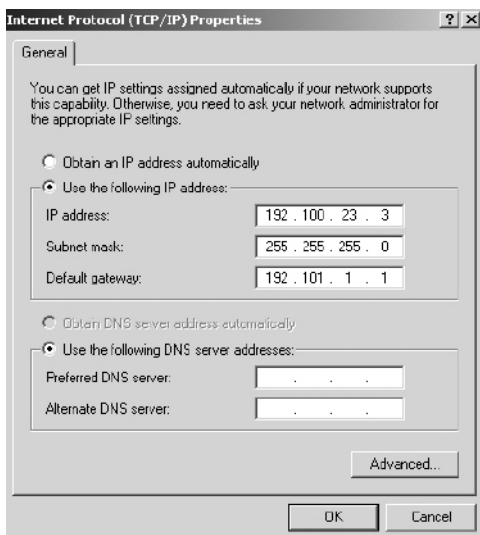 Internet Protocol (TCP/IP) Properties
General
You can get IP settings assigned automatically if your network supports
this capability. Otherwise, you need to ask your network administrator for
the appropriate IP settings.
Obtain an IP address automatically
Use the following IP address:
IP address: 192 . 100 . 23 . 3
Subnet mask: 255 . 255 . 255 . 0
Default gateway: 192 . 101 . 1 . 1
Obtain DNS server address automatically
Use the following DNS server addresses:
Preferred DNS server: . . .
Alternate DNS server: . . .
Advanced...
OK Cancel